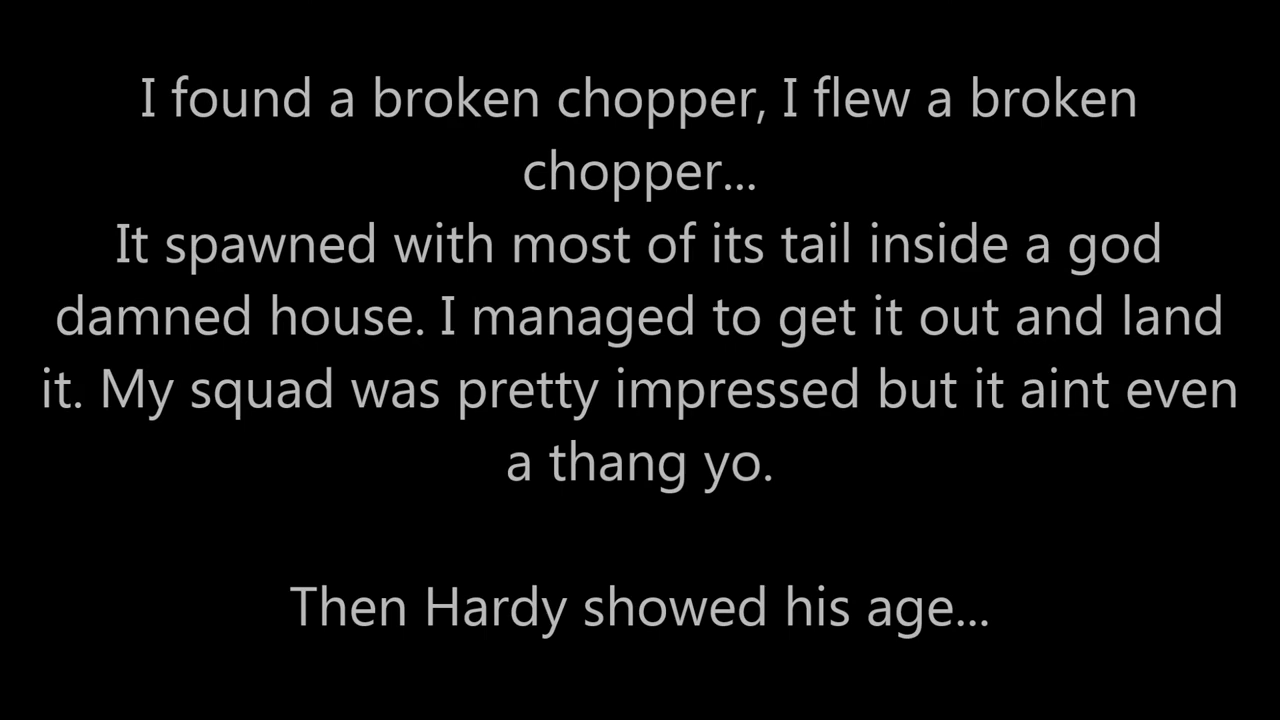 I found a broken chopper, I flew a broken
chopper...
It spawned with most of its tail inside a god
damned house. I managed to get it out and land
it. My squad was pretty impressed but it aint even
a thang yo.
Then Hardy showed his age...